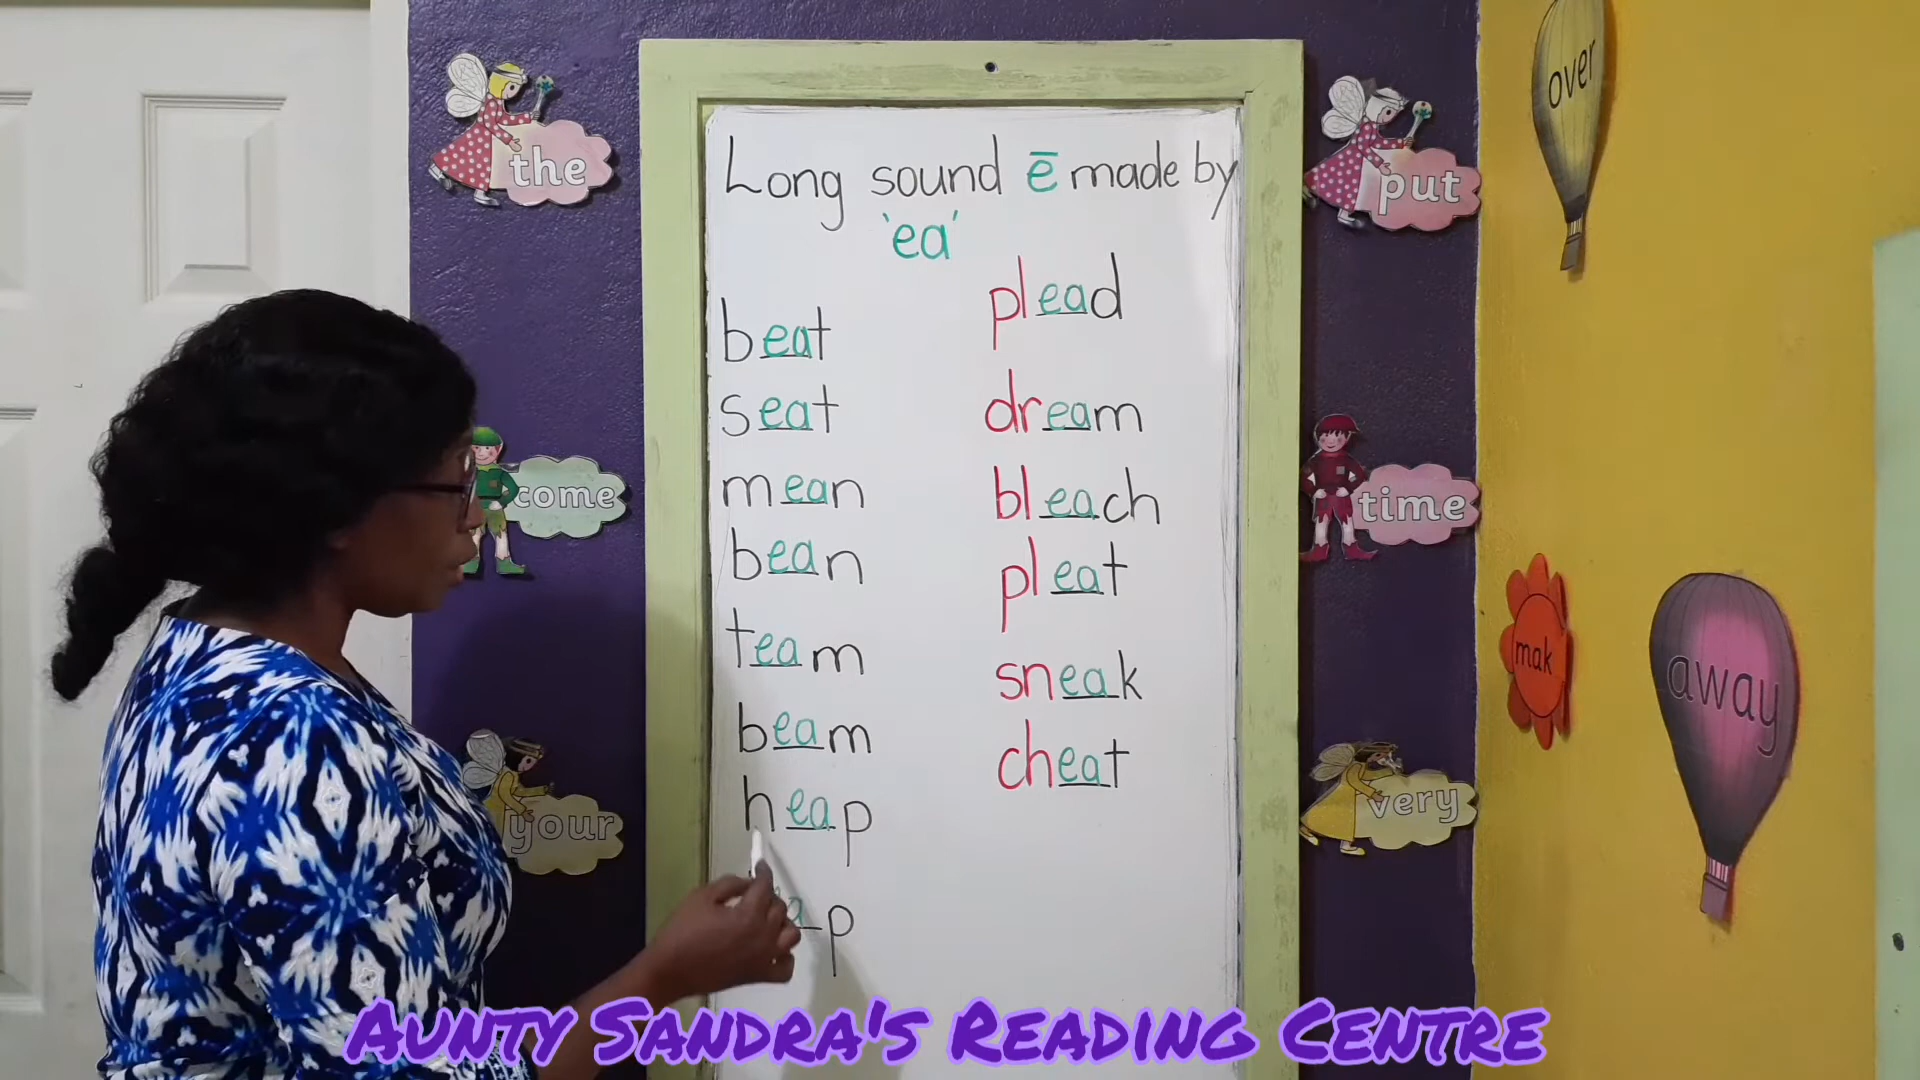 Long sound ē made by
'ea'
beat
seat
mean
bean
team
beam
heap
plead
dream
bleach
pleat
sneak
cheat
the
come
your
put
time
very
over
mak
away
Aunty Sandra's Reading Centre